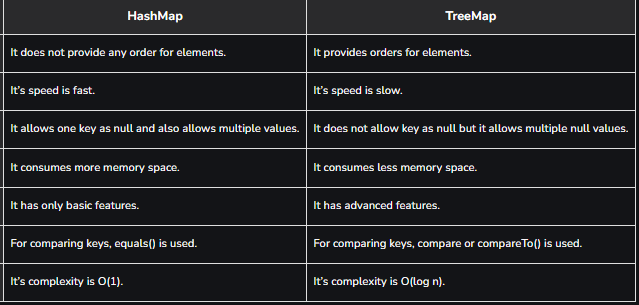 HashMap TreeMap
It does not provide any order for elements. It provides orders for elements.
It's speed is fast. It's speed is slow.
It allows one key as null and also allows multiple values. It does not allow key as null but it allows multiple null values.
It consumes more memory space. It consumes less memory space.
It has only basic features. It has advanced features.
For comparing keys, equals() is used. For comparing keys, compare or compareTo() is used.
It's complexity is O(1). It's complexity is O(log n).